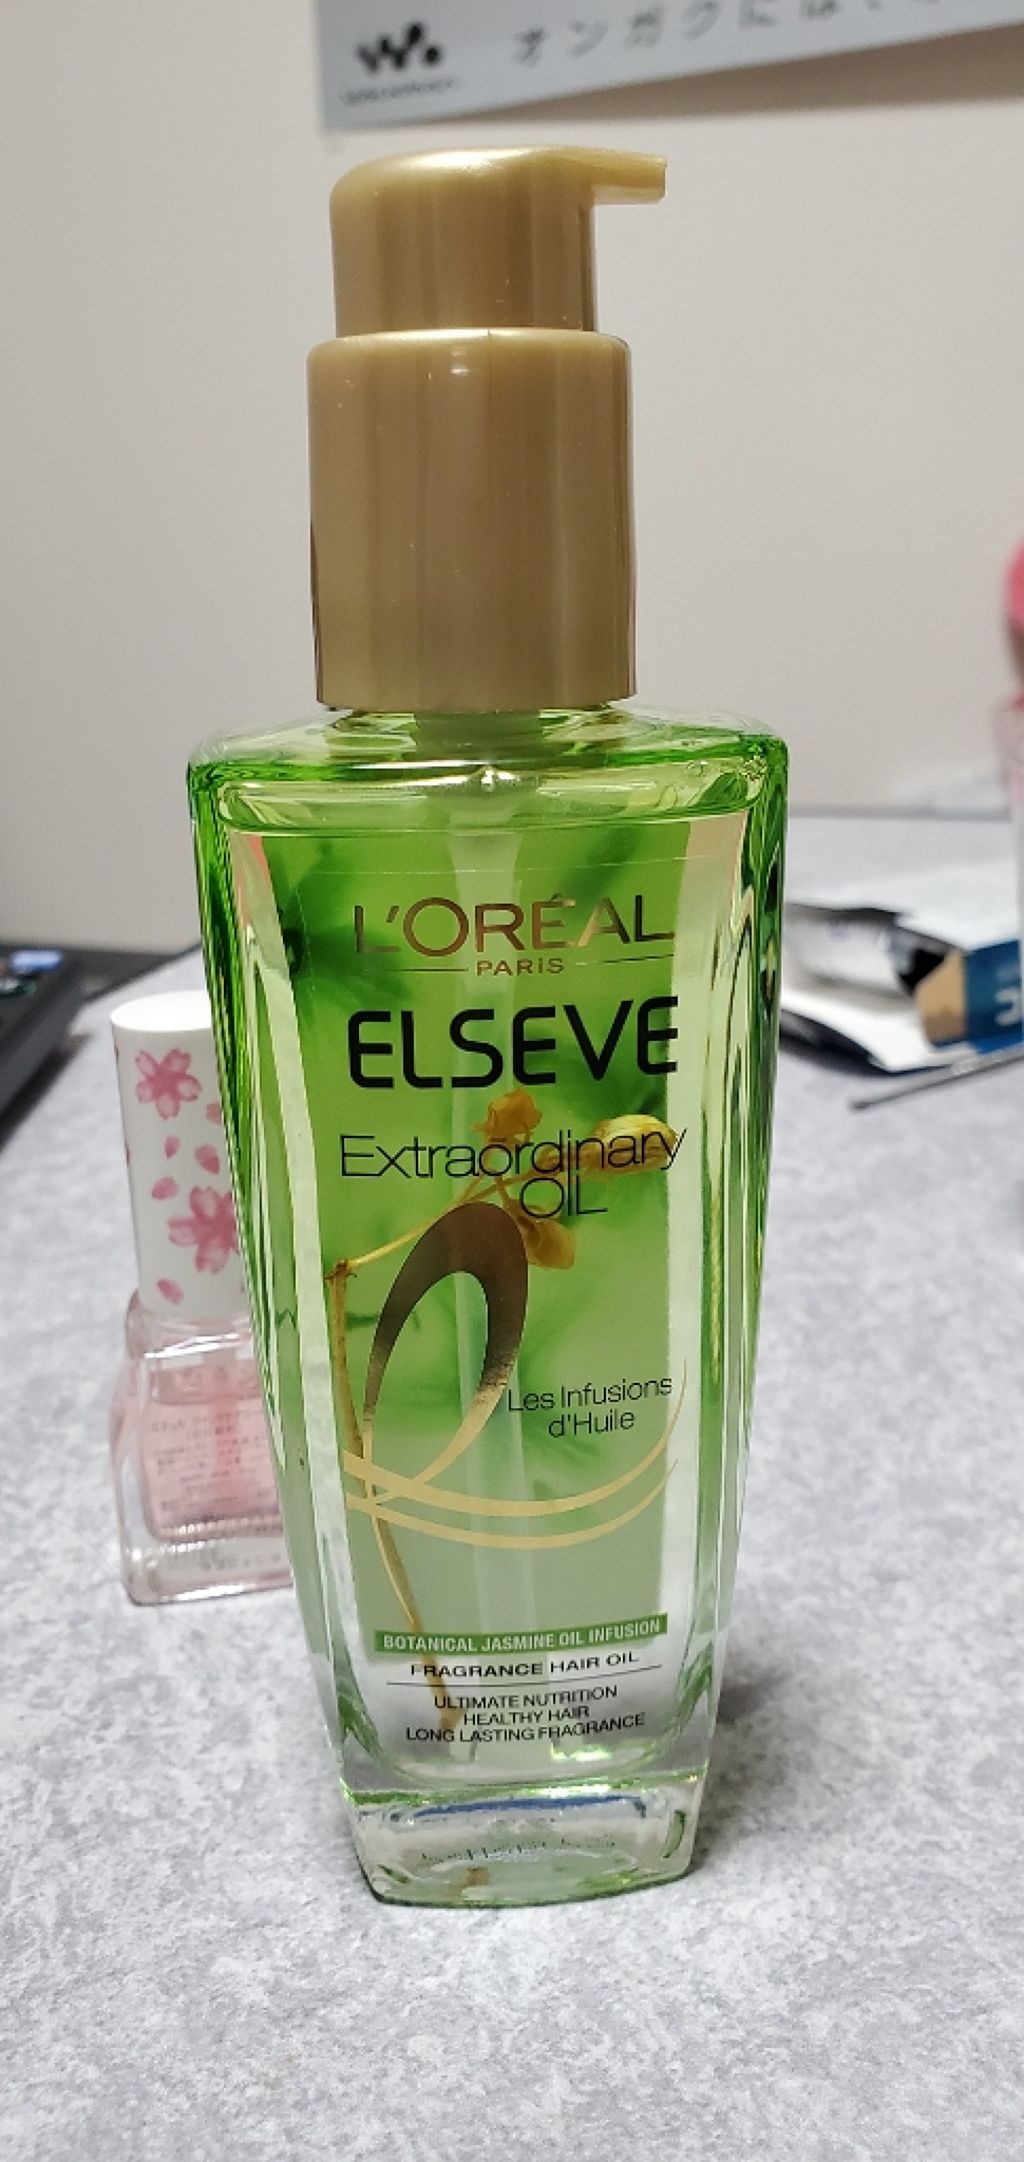 オンガクには、
L'ORÉAL
PARIS
ELSEVE
Extraordinary
OIL
Les Infusions
d'Huile
BOTANICAL JASMINE OIL INFUSION
FRAGRANCE HAIR OIL
ULTIMATE NUTRITION
HEALTHY HAIR
LONG LASTING FRAGRANCE